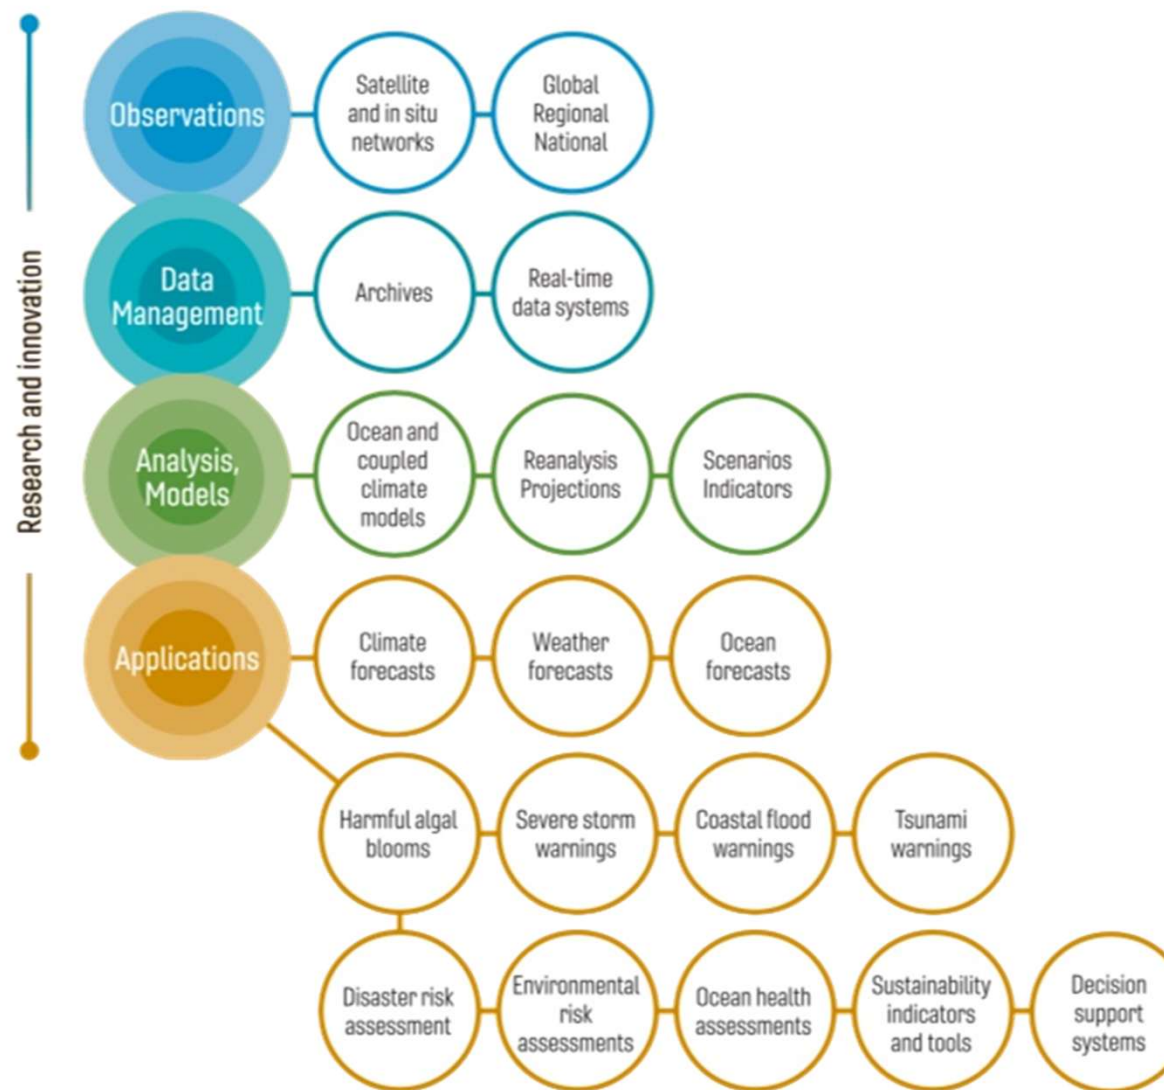 Research and innovation
Observations
Satellite
and in situ
networks
Global
Regional
National
Data
Management
Archives
Real-time
data systems
Analysis,
Models
Ocean and
coupled
climate
models
Reanalysis
Projections
Scenarios
Indicators
Applications
Climate
forecasts
Weather
forecasts
Ocean
forecasts
Harmful algal
blooms
Severe storm
warnings
Coastal flood
warnings
Tsunami
warnings
Disaster risk
assessment
Environmental
risk
assessments
Ocean health
assessments
Sustainability
indicators
and tools
Decision
support
systems